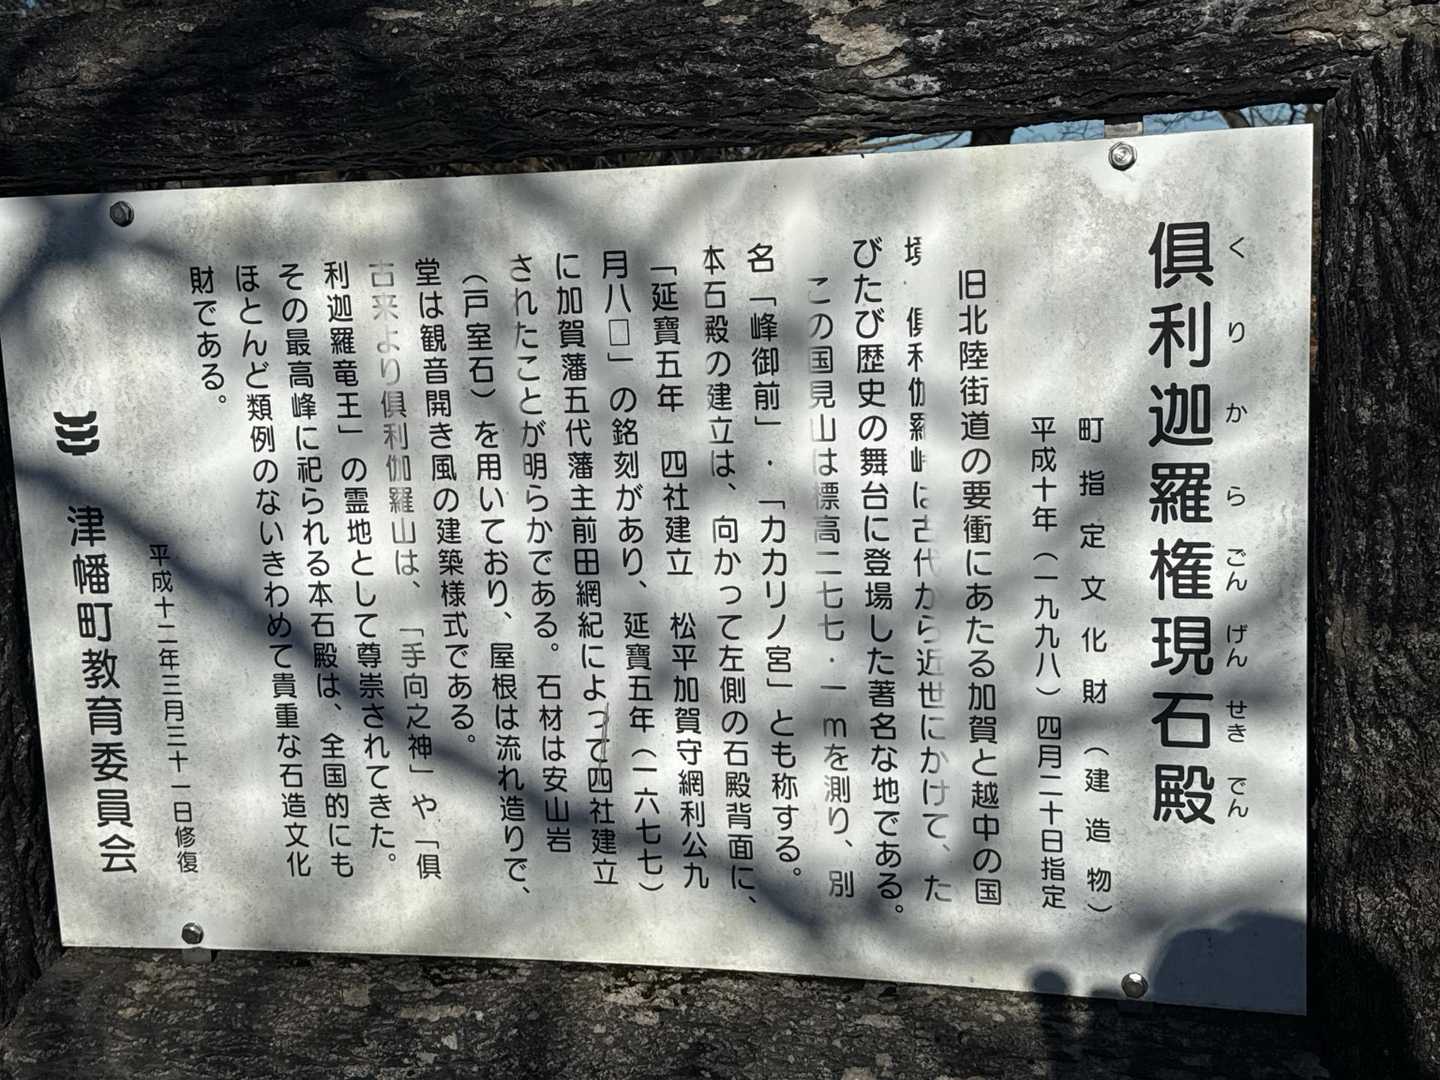 倶利迦羅権現石殿
くりからごんげんせきでん
町指定文化財（建造物）
平成十年（一九九八）四月二十日指定
旧北陸街道の要衝にあたる加賀と越中の国
境・倶利伽羅峠は古代から近世にかけて、た
びたび歴史の舞台に登場した著名な地である。
この国見山は標高二七七・一mを測り、別
名「峰御前」・「カカリノ宮」とも称する。
本石殿の建立は、向かって左側の石殿背面に、
「延寶五年　四社建立　松平加賀守網利公九
月八□」の銘刻があり、延寶五年（一六七七）
に加賀藩五代藩主前田網紀によって四社建立
されたことが明らかである。石材は安山岩
（戸室石）を用いており、屋根は流れ造りで、
堂は観音開き風の建築様式である。
古来より倶利伽羅山は、「手向之神」や「倶
利迦羅竜王」の霊地として尊崇されてきた。
その最高峰に祀られる本石殿は、全国的にも
ほとんど類例のないきわめて貴重な石造文化
財である。
平成十二年三月三十一日修復
津幡町教育委員会